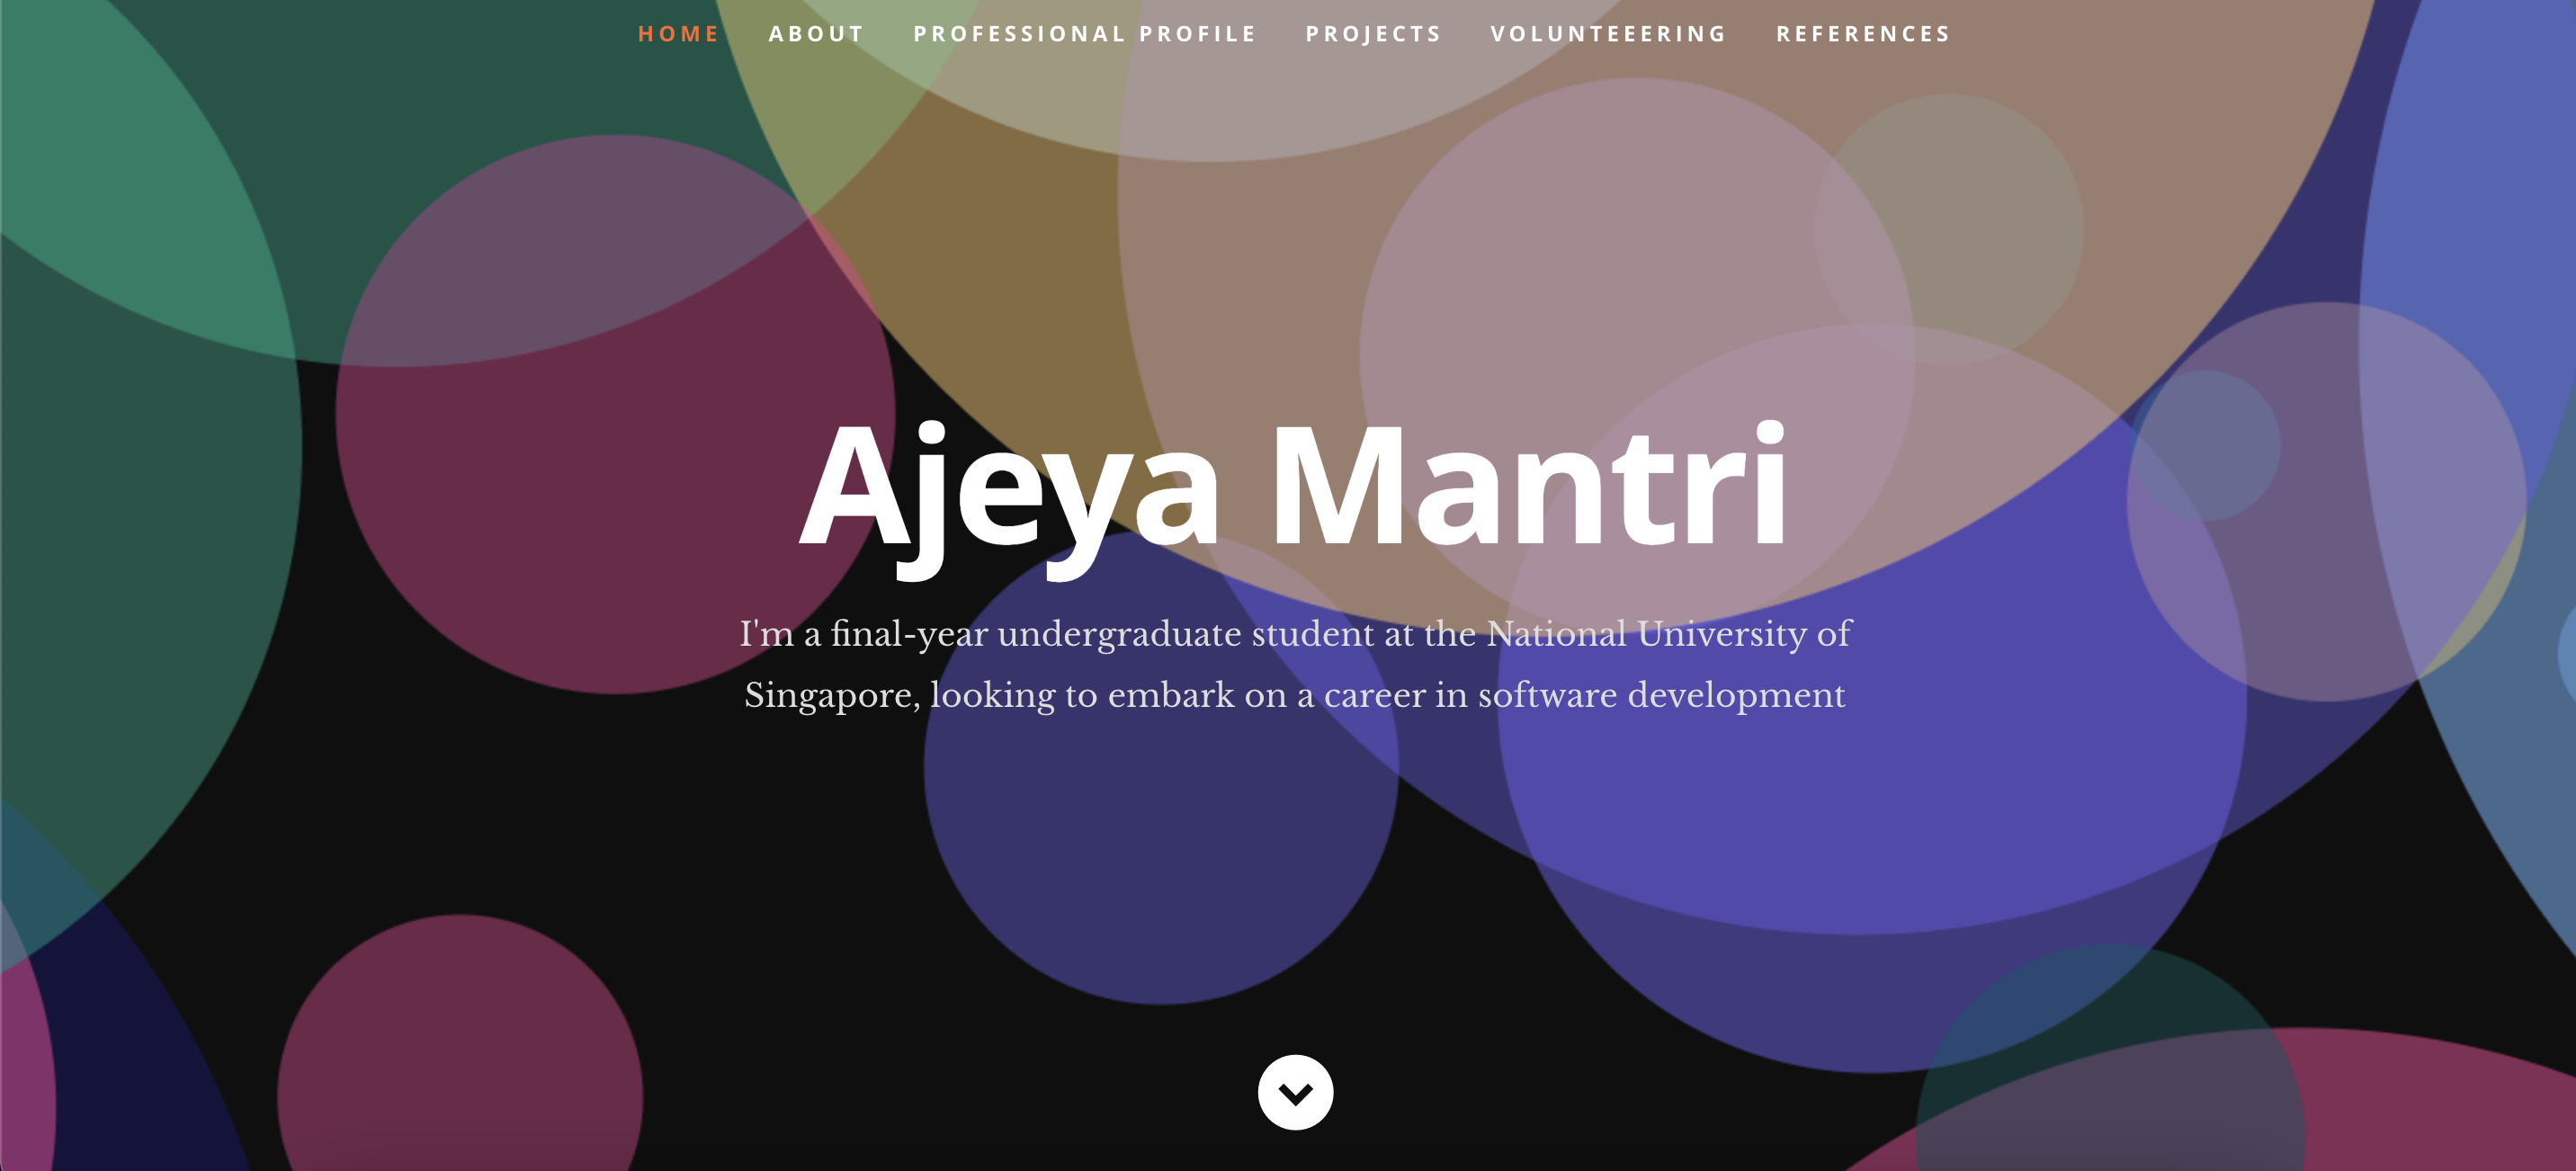 HOME ABOUT PROFESSIONAL PROFILE PROJECTS VOLUNTEEERING REFERENCES
Ajeya Mantri
I'm a final-year undergraduate student at the National University of
Singapore, looking to embark on a career in software development